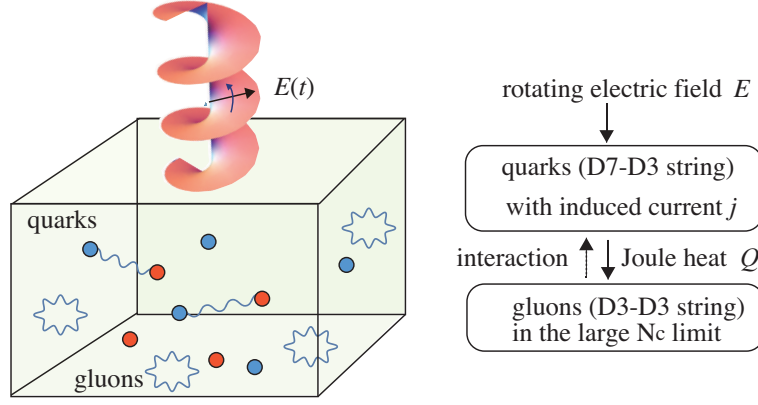 E(t)
quarks
gluons
rotating electric field E
quarks (D7-D3 string)
with induced current j
interaction
Joule heat Q
gluons (D3-D3 string)
in the large Nc limit